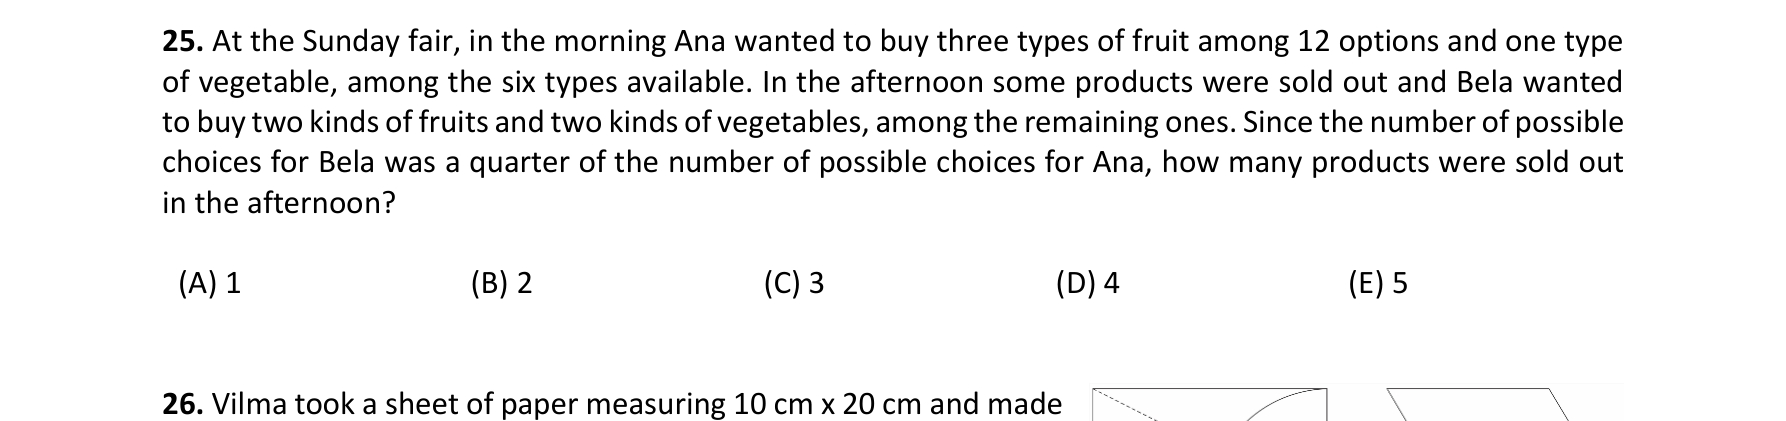 25. At the Sunday fair, in the morning Ana wanted to buy three types of fruit among 12 options and one type
of vegetable, among the six types available. In the afternoon some products were sold out and Bela wanted
to buy two kinds of fruits and two kinds of vegetables, among the remaining ones. Since the number of possible
choices for Bela was a quarter of the number of possible choices for Ana, how many products were sold out
in the afternoon?
(A) 1 (B) 2 (C) 3 (D) 4 (E) 5
26. Vilma took a sheet of paper measuring 10 cm x 20 cm and made